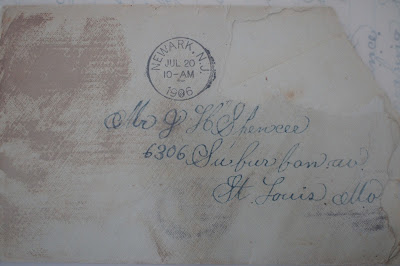 NEWARK, N.J.
JUL 20
10-AM
1906
Mr J H Spencer
6306 Suburban av.
St. Louis. Mo